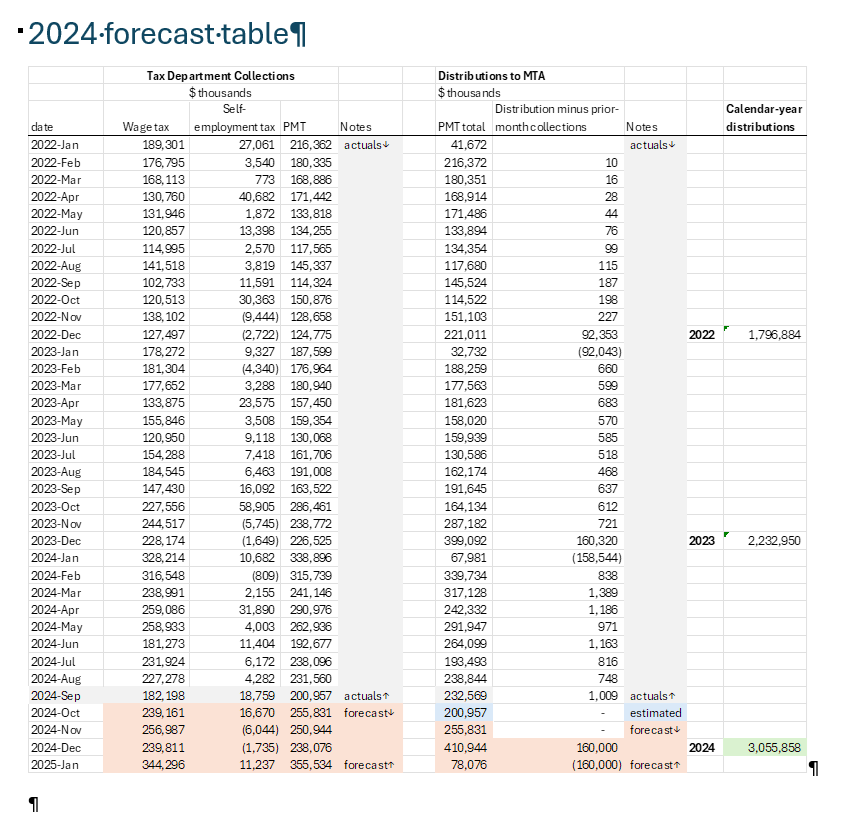 2024·forecast·table¶
Tax Department Collections Distributions to MTA
$ thousands $ thousands
Self- Distribution minus prior- Calendar-year
date Wage tax employment tax PMT Notes PMT total month collections Notes distributions
2022-Jan 189,301 27,061 216,362 actuals↓ 41,672 actuals↓
2022-Feb 176,795 3,540 180,335 216,372 10
2022-Mar 168,113 773 168,886 180,351 16
2022-Apr 130,760 40,682 171,442 168,914 28
2022-May 131,946 1,872 133,818 171,486 44
2022-Jun 120,857 13,398 134,255 133,894 76
2022-Jul 114,995 2,570 117,565 134,354 99
2022-Aug 141,518 3,819 145,337 117,680 115
2022-Sep 102,733 11,591 114,324 145,524 187
2022-Oct 120,513 30,363 150,876 114,522 198
2022-Nov 138,102 (9,444) 128,658 151,103 227
2022-Dec 127,497 (2,722) 124,775 221,011 92,353 2022 1,796,884
2023-Jan 178,272 9,327 187,599 32,732 (92,043)
2023-Feb 181,304 (4,340) 176,964 188,259 660
2023-Mar 177,652 3,288 180,940 177,563 599
2023-Apr 133,875 23,575 157,450 181,623 683
2023-May 155,846 3,508 159,354 158,020 570
2023-Jun 120,950 9,118 130,068 159,939 585
2023-Jul 154,288 7,418 161,706 130,586 518
2023-Aug 184,545 6,463 191,008 162,174 468
2023-Sep 147,430 16,092 163,522 191,645 637
2023-Oct 227,556 58,905 286,461 164,134 612
2023-Nov 244,517 (5,745) 238,772 287,182 721
2023-Dec 228,174 (1,649) 226,525 399,092 160,320 2023 2,232,950
2024-Jan 328,214 10,682 338,896 67,981 (158,544)
2024-Feb 316,548 (809) 315,739 339,734 838
2024-Mar 238,991 2,155 241,146 317,128 1,389
2024-Apr 259,086 31,890 290,976 242,332 1,186
2024-May 258,933 4,003 262,936 291,947 971
2024-Jun 181,273 11,404 192,677 264,099 1,163
2024-Jul 231,924 6,172 238,096 193,493 816
2024-Aug 227,278 4,282 231,560 238,844 748
2024-Sep 182,198 18,759 200,957 actuals↑ 232,569 1,009 actuals↑
2024-Oct 239,161 16,670 255,831 forecast↓ 200,957 - estimated
2024-Nov 256,987 (6,044) 250,944 255,831 - forecast↓
2024-Dec 239,811 (1,735) 238,076 410,944 160,000 2024 3,055,858
2025-Jan 344,296 11,237 355,534 forecast↑ 78,076 (160,000) forecast↑ ¶
¶